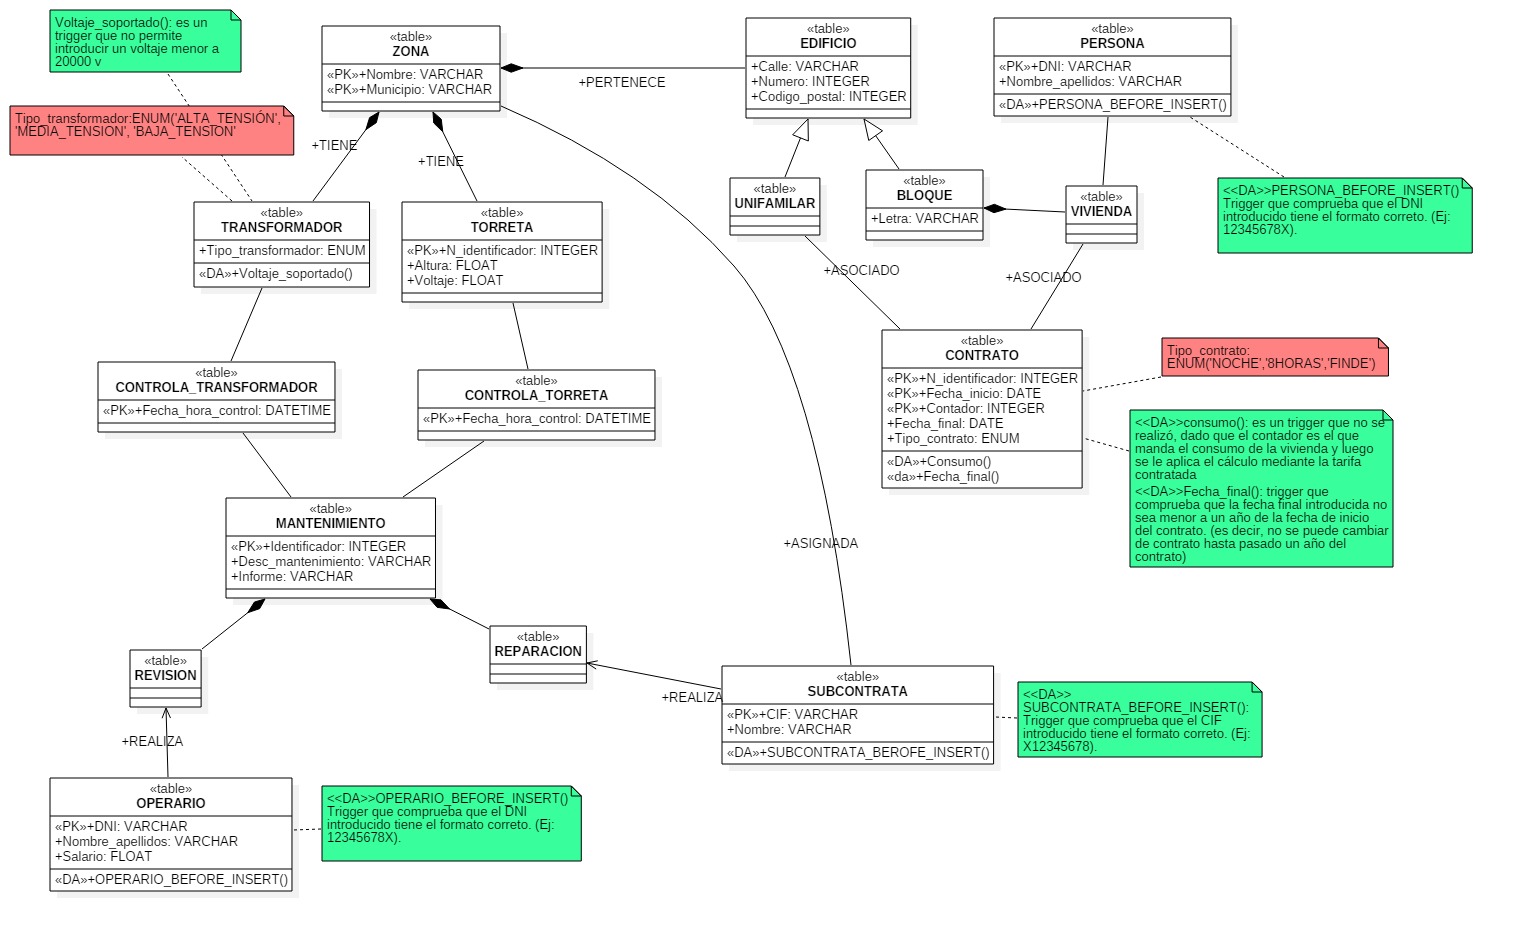 Voltaje_soportado(): es un
trigger que no permite
introducir un voltaje menor a
20000 v
Tipo_transformador:ENUM('ALTA_TENSIÓN',
'MEDIA_TENSION', 'BAJA_TENSION'
«table»
ZONA
«PK»+Nombre: VARCHAR
«PK»+Municipio: VARCHAR
+PERTENECE
«table»
EDIFICIO
+Calle: VARCHAR
+Numero: INTEGER
+Codigo_postal: INTEGER
«table»
PERSONA
«PK»+DNI: VARCHAR
+Nombre_apellidos: VARCHAR
«DA»+PERSONA_BEFORE_INSERT()
+TIENE
+TIENE
«table»
TRANSFORMADOR
+Tipo_transformador: ENUM
«DA»+Voltaje_soportado()
«table»
TORRETA
«PK»+N_identificador: INTEGER
+Altura: FLOAT
+Voltaje: FLOAT
«table»
UNIFAMILAR
«table»
BLOQUE
+Letra: VARCHAR
«table»
VIVIENDA
<<DA>>PERSONA_BEFORE_INSERT()
Trigger que comprueba que el DNI
introducido tiene el formato correto. (Ej:
12345678X).
+ASOCIADO
+ASOCIADO
«table»
CONTROLA_TRANSFORMADOR
«PK»+Fecha_hora_control: DATETIME
«table»
CONTROLA_TORRETA
«PK»+Fecha_hora_control: DATETIME
«table»
CONTRATO
«PK»+N_identificador: INTEGER
«PK»+Fecha_inicio: DATE
«PK»+Contador: INTEGER
+Fecha_final: DATE
+Tipo_contrato: ENUM
«DA»+Consumo()
«da»+Fecha_final()
Tipo_contrato:
ENUM('NOCHE','8HORAS','FINDE')
<<DA>>consumo(): es un trigger que no se
realizó, dado que el contador es el que
manda el consumo de la vivienda y luego
se le aplica el cálculo mediante la tarifa
contratada
<<DA>>Fecha_final(): trigger que
comprueba que la fecha final introducida no
sea menor a un año de la fecha de inicio
del contrato. (es decir, no se puede cambiar
de contrato hasta pasado un año del
contrato)
«table»
MANTENIMIENTO
«PK»+Identificador: INTEGER
+Desc_mantenimiento: VARCHAR
+Informe: VARCHAR
+ASIGNADA
«table»
REVISION
«table»
REPARACION
+REALIZA
«table»
SUBCONTRATA
«PK»+CIF: VARCHAR
+Nombre: VARCHAR
«DA»+SUBCONTRATA_BEROFE_INSERT()
<<DA>>
SUBCONTRATA_BEFORE_INSERT():
Trigger que comprueba que el CIF
introducido tiene el formato correto. (Ej:
X12345678).
+REALIZA
«table»
OPERARIO
«PK»+DNI: VARCHAR
+Nombre_apellidos: VARCHAR
+Salario: FLOAT
«DA»+OPERARIO_BEFORE_INSERT()
<<DA>>OPERARIO_BEFORE_INSERT()
Trigger que comprueba que el DNI
introducido tiene el formato correto. (Ej:
12345678X).